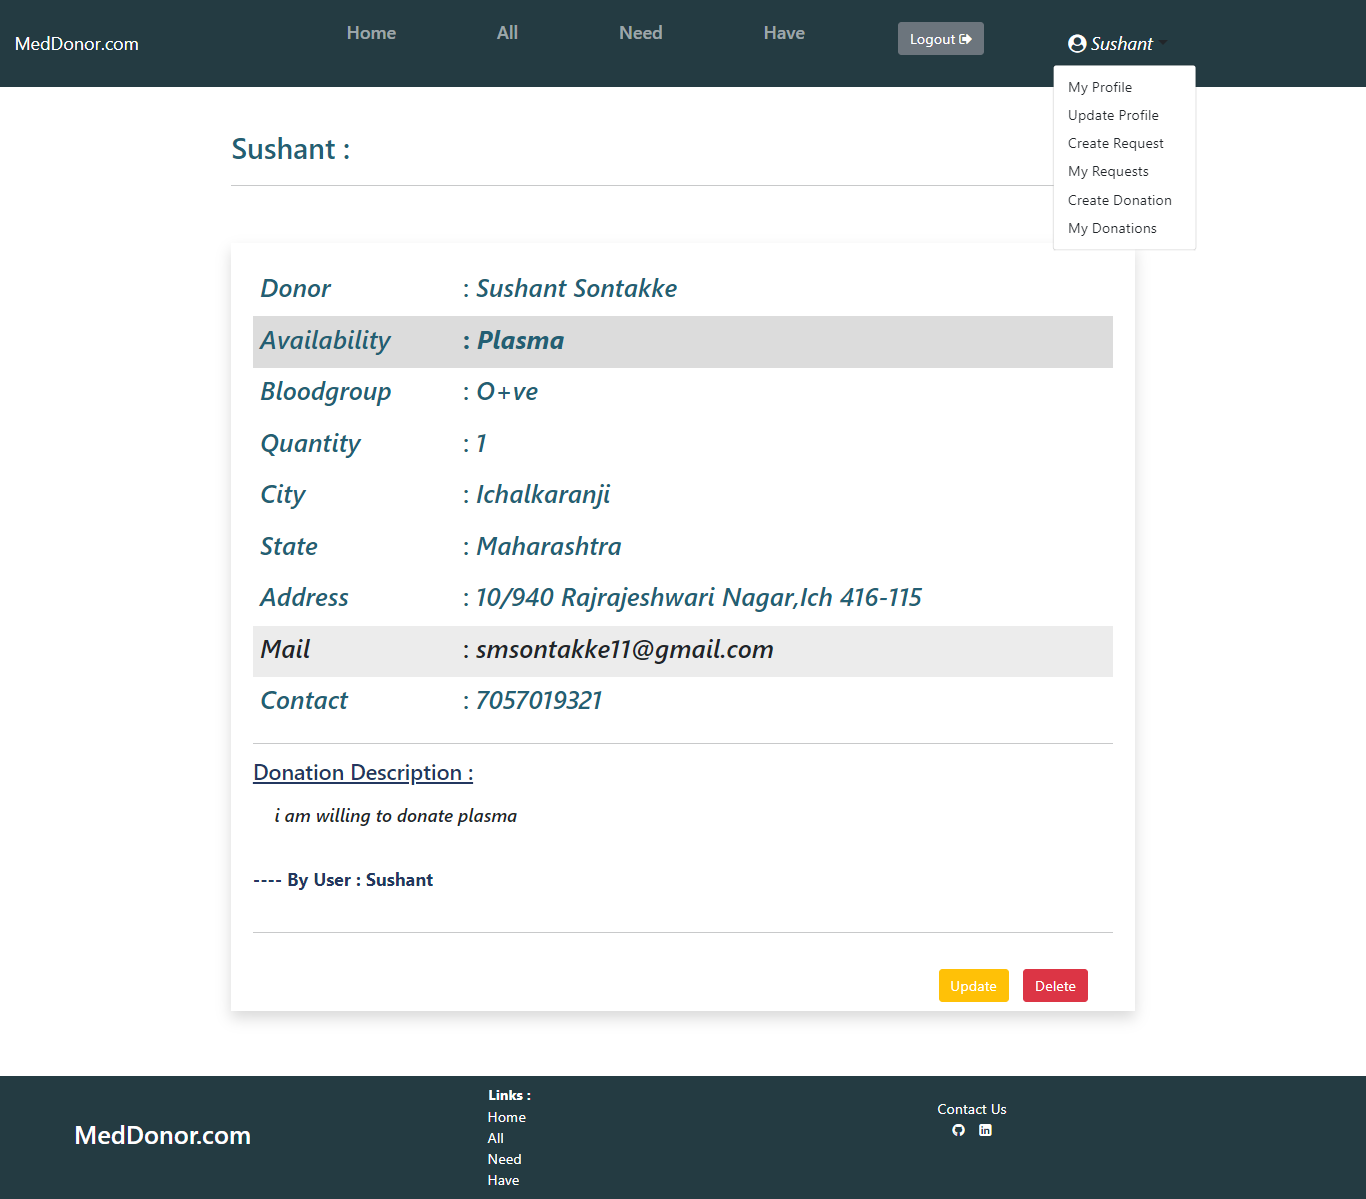 MedDonor.com Home All Need Have Logout Sushant
My Profile
Update Profile
Create Request
My Requests
Create Donation
My Donations
Sushant :
Donor : Sushant Sontakke
Availability : Plasma
Bloodgroup : O+ve
Quantity : 1
City : Ichalkaranji
State : Maharashtra
Address : 10/940 Rajrajeshwari Nagar,Ich 416-115
Mail : smsontakke11@gmail.com
Contact : 7057019321
Donation Description :
i am willing to donate plasma
---- By User : Sushant
Update Delete
MedDonor.com
Links :
Home
All
Need
Have
Contact Us